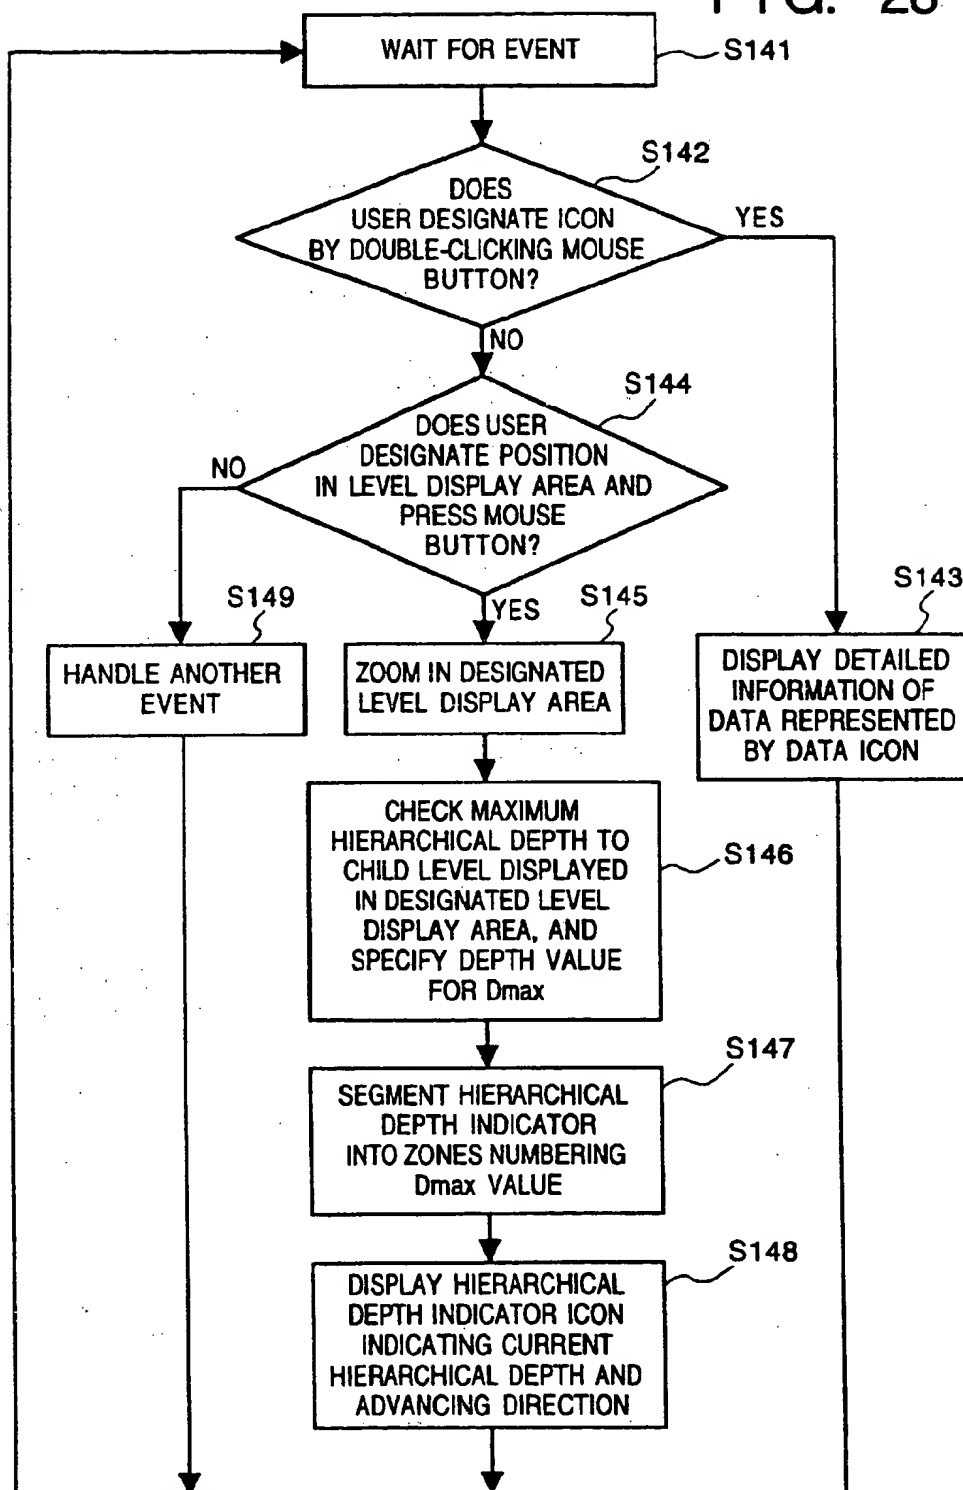 WAIT FOR EVENT
S141
S142
DOES
USER DESIGNATE ICON
BY DOUBLE-CLICKING MOUSE
BUTTON?
YES
NO
S144
DOES USER
DESIGNATE POSITION
IN LEVEL DISPLAY AREA AND
PRESS MOUSE
BUTTON?
NO
YES
S149
HANDLE ANOTHER
EVENT
S145
ZOOM IN DESIGNATED
LEVEL DISPLAY AREA
S143
DISPLAY DETAILED
INFORMATION OF
DATA REPRESENTED
BY DATA ICON
CHECK MAXIMUM
HIERARCHICAL DEPTH TO
CHILD LEVEL DISPLAYED
IN DESIGNATED LEVEL
DISPLAY AREA, AND
SPECIFY DEPTH VALUE
FOR Dmax
S146
S147
SEGMENT HIERARCHICAL
DEPTH INDICATOR
INTO ZONES NUMBERING
Dmax VALUE
S148
DISPLAY HIERARCHICAL
DEPTH INDICATOR ICON
INDICATING CURRENT
HIERARCHICAL DEPTH AND
ADVANCING DIRECTION